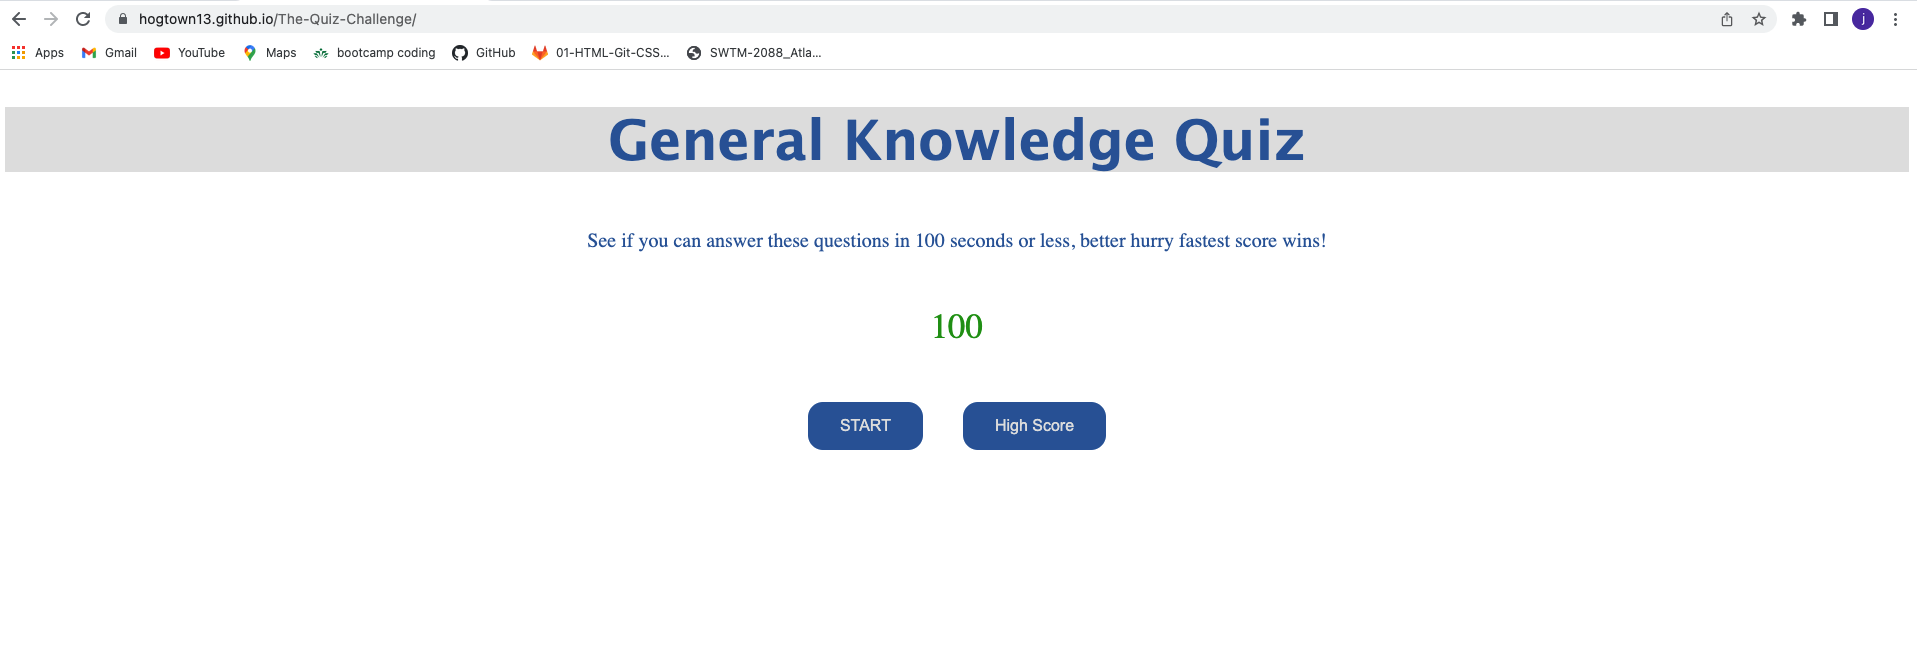 hogtown13.github.io/The-Quiz-Challenge/
j
Apps Gmail YouTube Maps bootcamp coding GitHub 01-HTML-Git-CSS... SWTM-2088_Atla...
General Knowledge Quiz
See if you can answer these questions in 100 seconds or less, better hurry fastest score wins!
100
START High Score